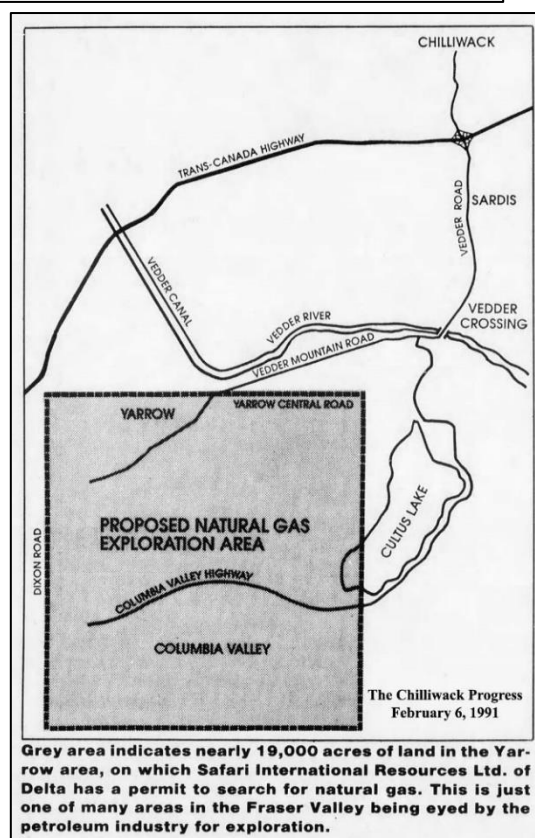 CHILLIWACK
TRANS-CANADA HIGHWAY
SARDIS
VEDDER ROAD
VEDDER CANAL
VEDDER RIVER
VEDDER
CROSSING
VEDDER MOUNTAIN ROAD
YARROW
YARROW CENTRAL ROAD
DIXON ROAD
PROPOSED NATURAL GAS
EXPLORATION AREA
CULTUS LAKE
COLUMBIA VALLEY HIGHWAY
COLUMBIA VALLEY
The Chilliwack Progress
February 6, 1991
Grey area indicates nearly 19,000 acres of land in the Yar-
row area, on which Safari International Resources Ltd. of
Delta has a permit to search for natural gas. This is just
one of many areas in the Fraser Valley being eyed by the
petroleum industry for exploration.